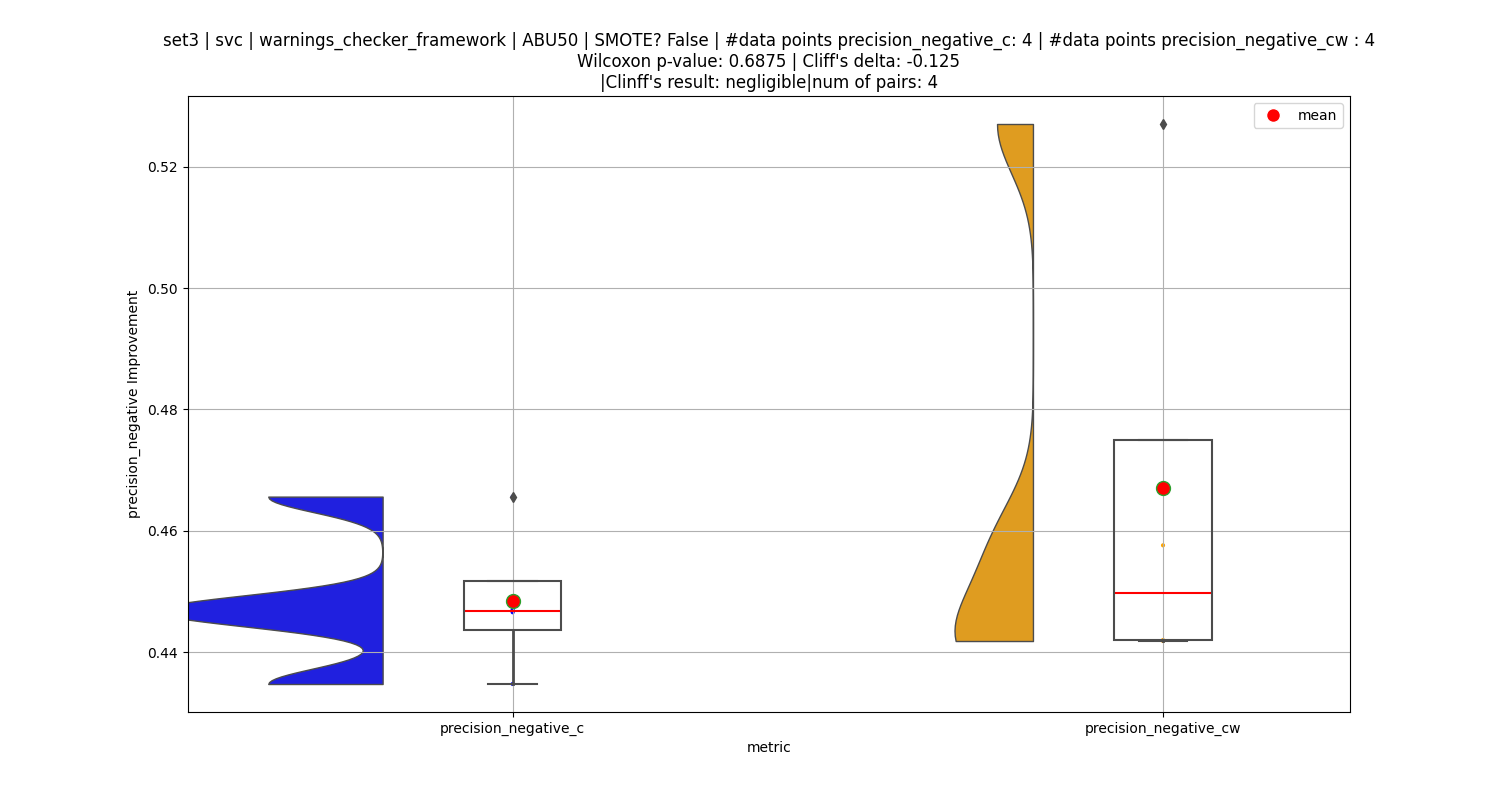 set3 | svc | warnings_checker_framework | ABU50 | SMOTE? False | #data points precision_negative_c: 4 | #data points precision_negative_cw : 4
Wilcoxon p-value: 0.6875 | Cliff's delta: -0.125
|Clinff's result: negligible|num of pairs: 4
mean
0.52
0.50
0.48
0.46
0.44
precision_negative Improvement
precision_negative_c
precision_negative_cw
metric